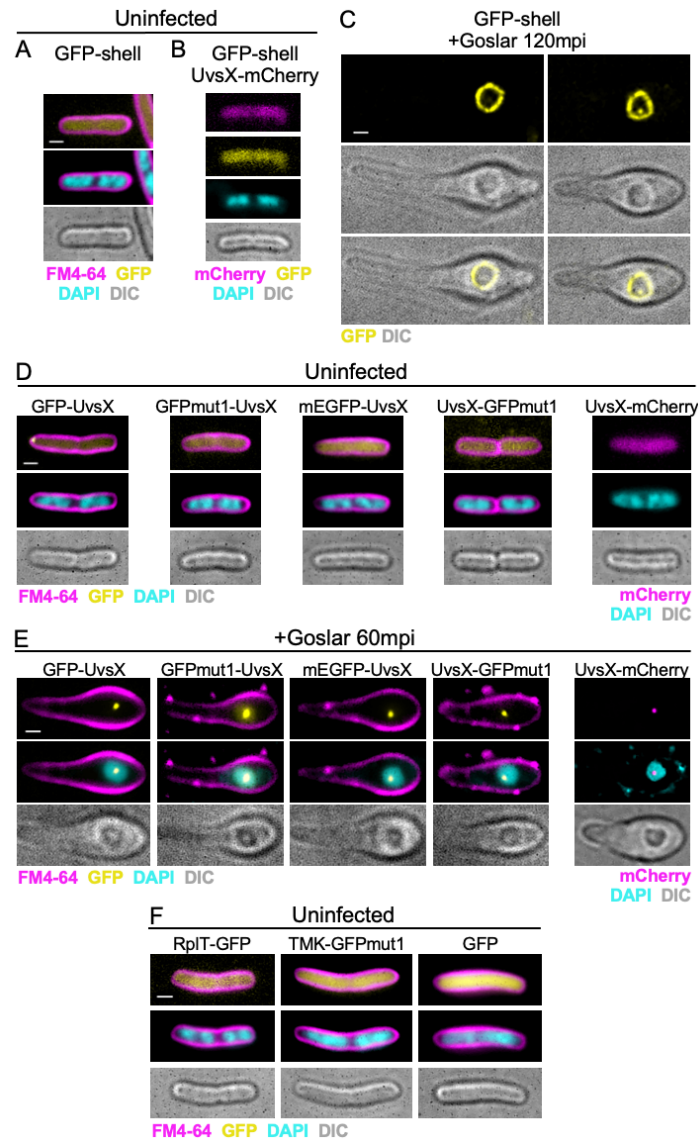 Uninfected
A
GFP-shell
B
GFP-shell
UvsX-mCherry
FM4-64 GFP
DAPI DIC
mCherry GFP
DAPI DIC
C
GFP-shell
+Goslar 120mpi
GFP DIC
D
Uninfected
GFP-UvsX
GFPmut1-UvsX
mEGFP-UvsX
UvsX-GFPmut1
UvsX-mCherry
FM4-64 GFP DAPI DIC
mCherry
DAPI DIC
E
+Goslar 60mpi
GFP-UvsX
GFPmut1-UvsX
mEGFP-UvsX
UvsX-GFPmut1
UvsX-mCherry
FM4-64 GFP DAPI DIC
mCherry
DAPI DIC
F
Uninfected
RplT-GFP
TMK-GFPmut1
GFP
FM4-64 GFP DAPI DIC